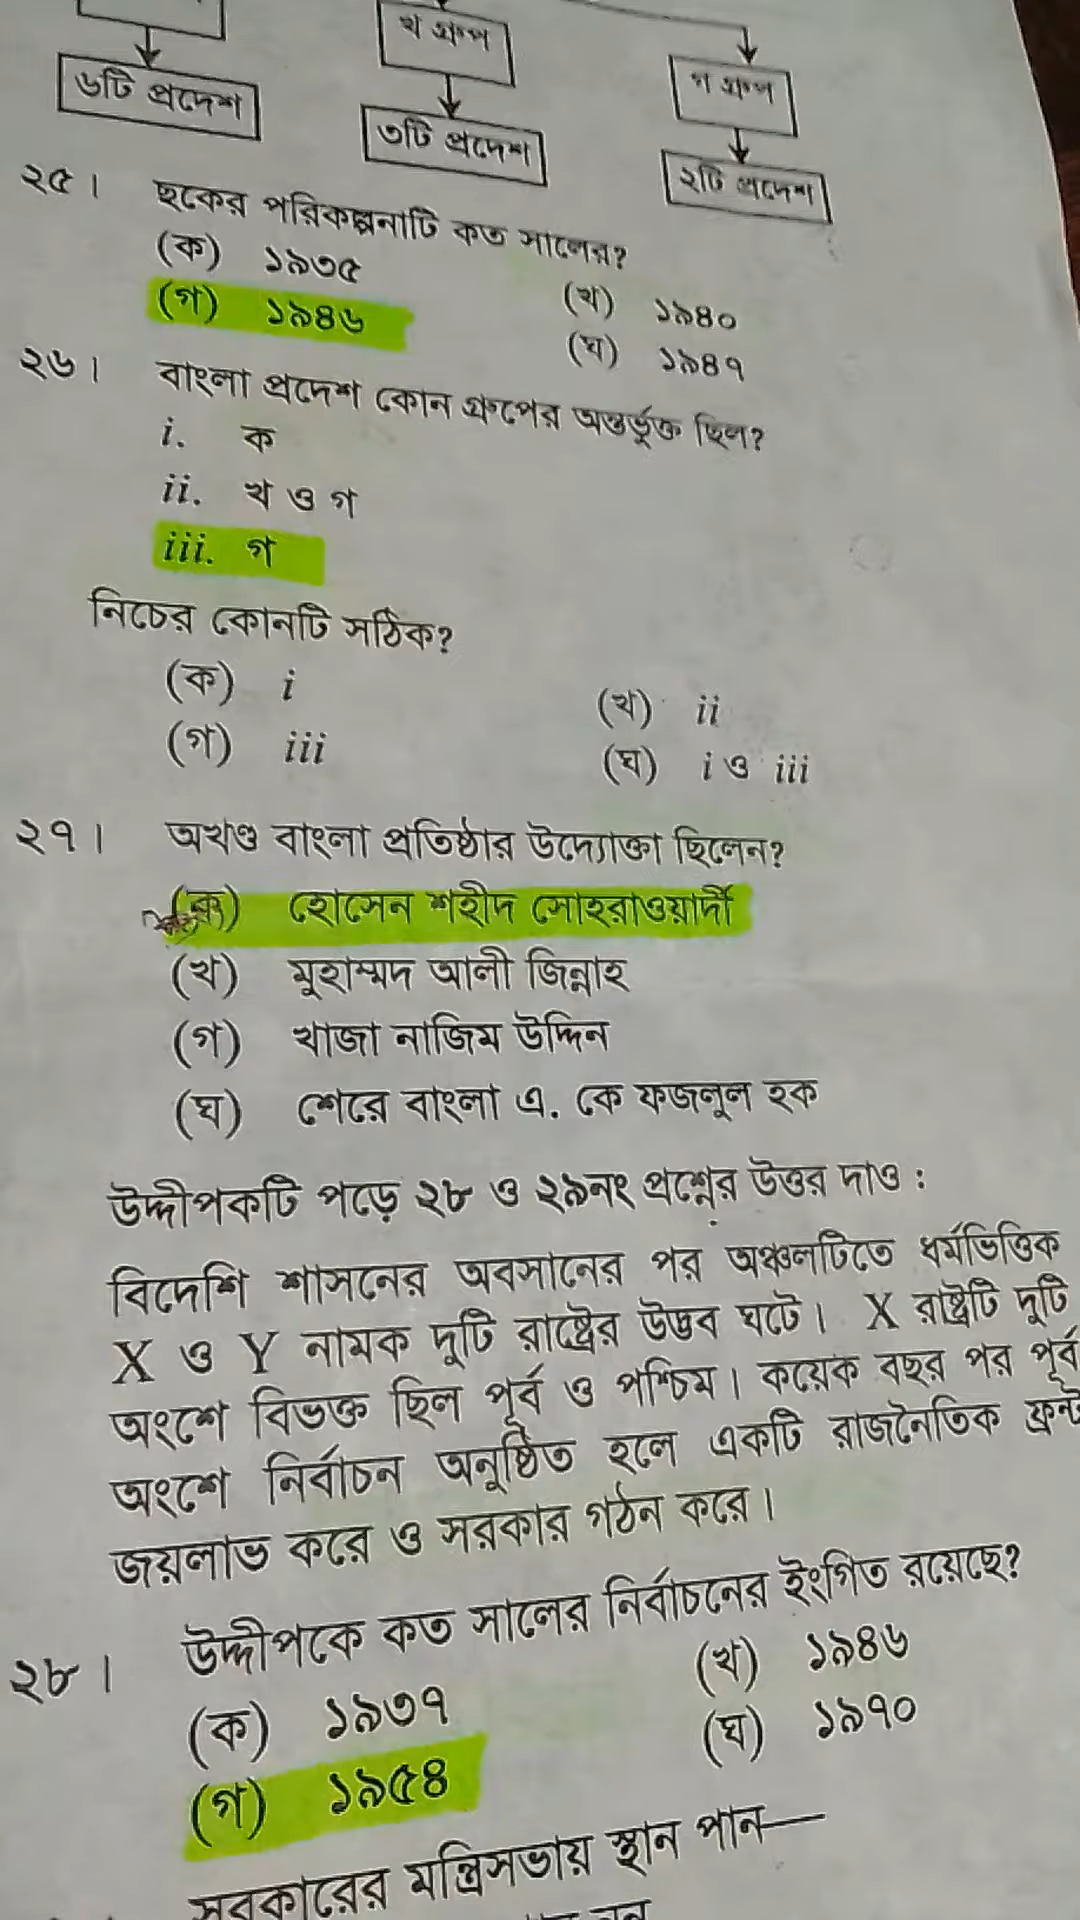 খ গ্রুপ
গ গ্রুপ
৬টি প্রদেশ
৩টি প্রদেশ
২টি প্রদেশ
২৫। ছকের পরিকল্পনাটি কত সালের?
(ক) ১৯৩৫
(খ) ১৯৪০
(গ) ১৯৪৬
(ঘ) ১৯৪৭
২৬। বাংলা প্রদেশ কোন গ্রুপের অন্তর্ভুক্ত ছিল?
i. ক
ii. খ ও গ
iii. গ
নিচের কোনটি সঠিক?
(ক) i
(খ) ii
(গ) iii
(ঘ) i ও iii
২৭। অখণ্ড বাংলা প্রতিষ্ঠার উদ্যোক্তা ছিলেন?
(ক) হোসেন শহীদ সোহরাওয়ার্দী
(খ) মুহাম্মদ আলী জিন্নাহ
(গ) খাজা নাজিম উদ্দিন
(ঘ) শেরে বাংলা এ. কে ফজলুল হক
উদ্দীপকটি পড়ে ২৮ ও ২৯নং প্রশ্নের উত্তর দাও :
বিদেশি শাসনের অবসানের পর অঞ্চলটিতে ধর্মভিত্তিক
X ও Y নামক দুটি রাষ্ট্রের উদ্ভব ঘটে। X রাষ্ট্রটি দুটি
অংশে বিভক্ত ছিল পূর্ব ও পশ্চিম। কয়েক বছর পর পূর্ব
অংশে নির্বাচন অনুষ্ঠিত হলে একটি রাজনৈতিক ফ্রন্ট
জয়লাভ করে ও সরকার গঠন করে।
২৮। উদ্দীপকে কত সালের নির্বাচনের ইংগিত রয়েছে?
(ক) ১৯৩৭
(খ) ১৯৪৬
(গ) ১৯৫৪
(ঘ) ১৯৭০
সরকারের মন্ত্রিসভায় স্থান পান—